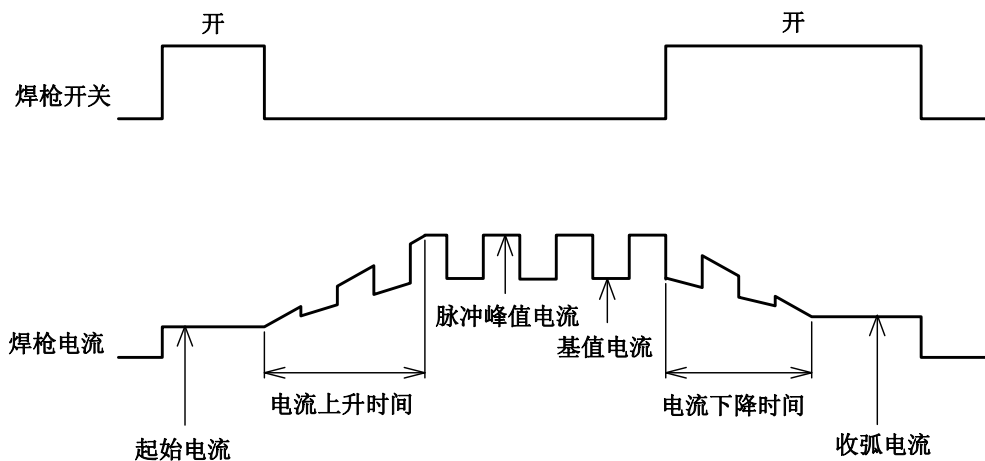 开
开
焊枪开关
脉冲峰值电流
基值电流
焊枪电流
电流上升时间
电流下降时间
起始电流
收弧电流